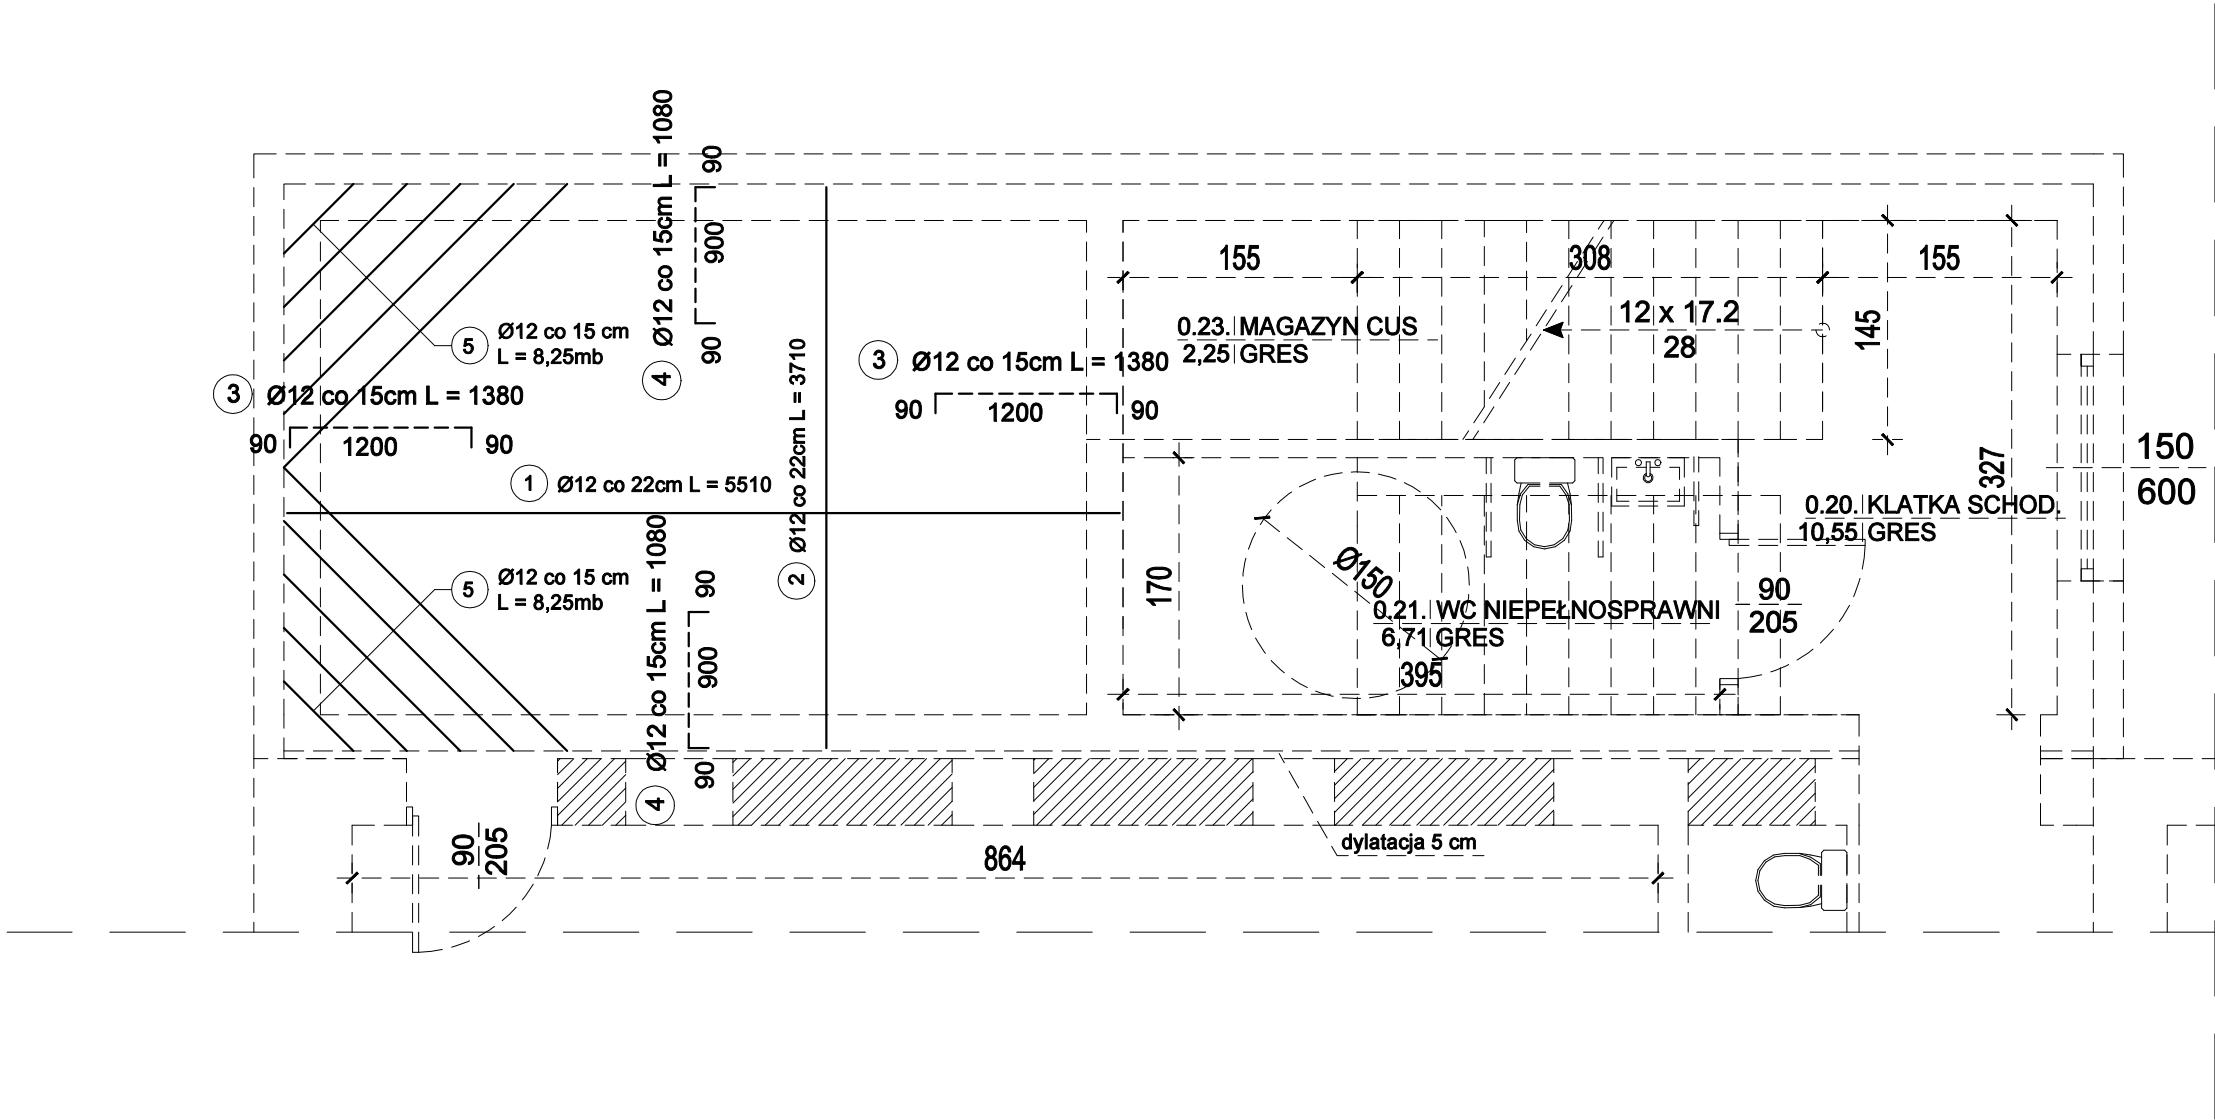 Ø12 co 15cm L = 1080
90
900
90
4
5
Ø12 co 15 cm
L = 8,25mb
3
Ø12 co 15cm L = 1380
90
1200
90
1
Ø12 co 22cm L = 5510
2
Ø12 co 22cm L = 3710
3
Ø12 co 15cm L = 1380
90
1200
90
5
Ø12 co 15 cm
L = 8,25mb
Ø12 co 15cm L = 1080
90
900
90
4
155
308
155
0.23. MAGAZYN CUS
2,25 GRES
12 x 17.2
28
145
327
150
600
0.20. KLATKA SCHOD.
10,55 GRES
170
Ø150
0.21. WC NIEPEŁNOSPRAWNI
6,71 GRES
395
90
205
90
205
864
dylatacja 5 cm